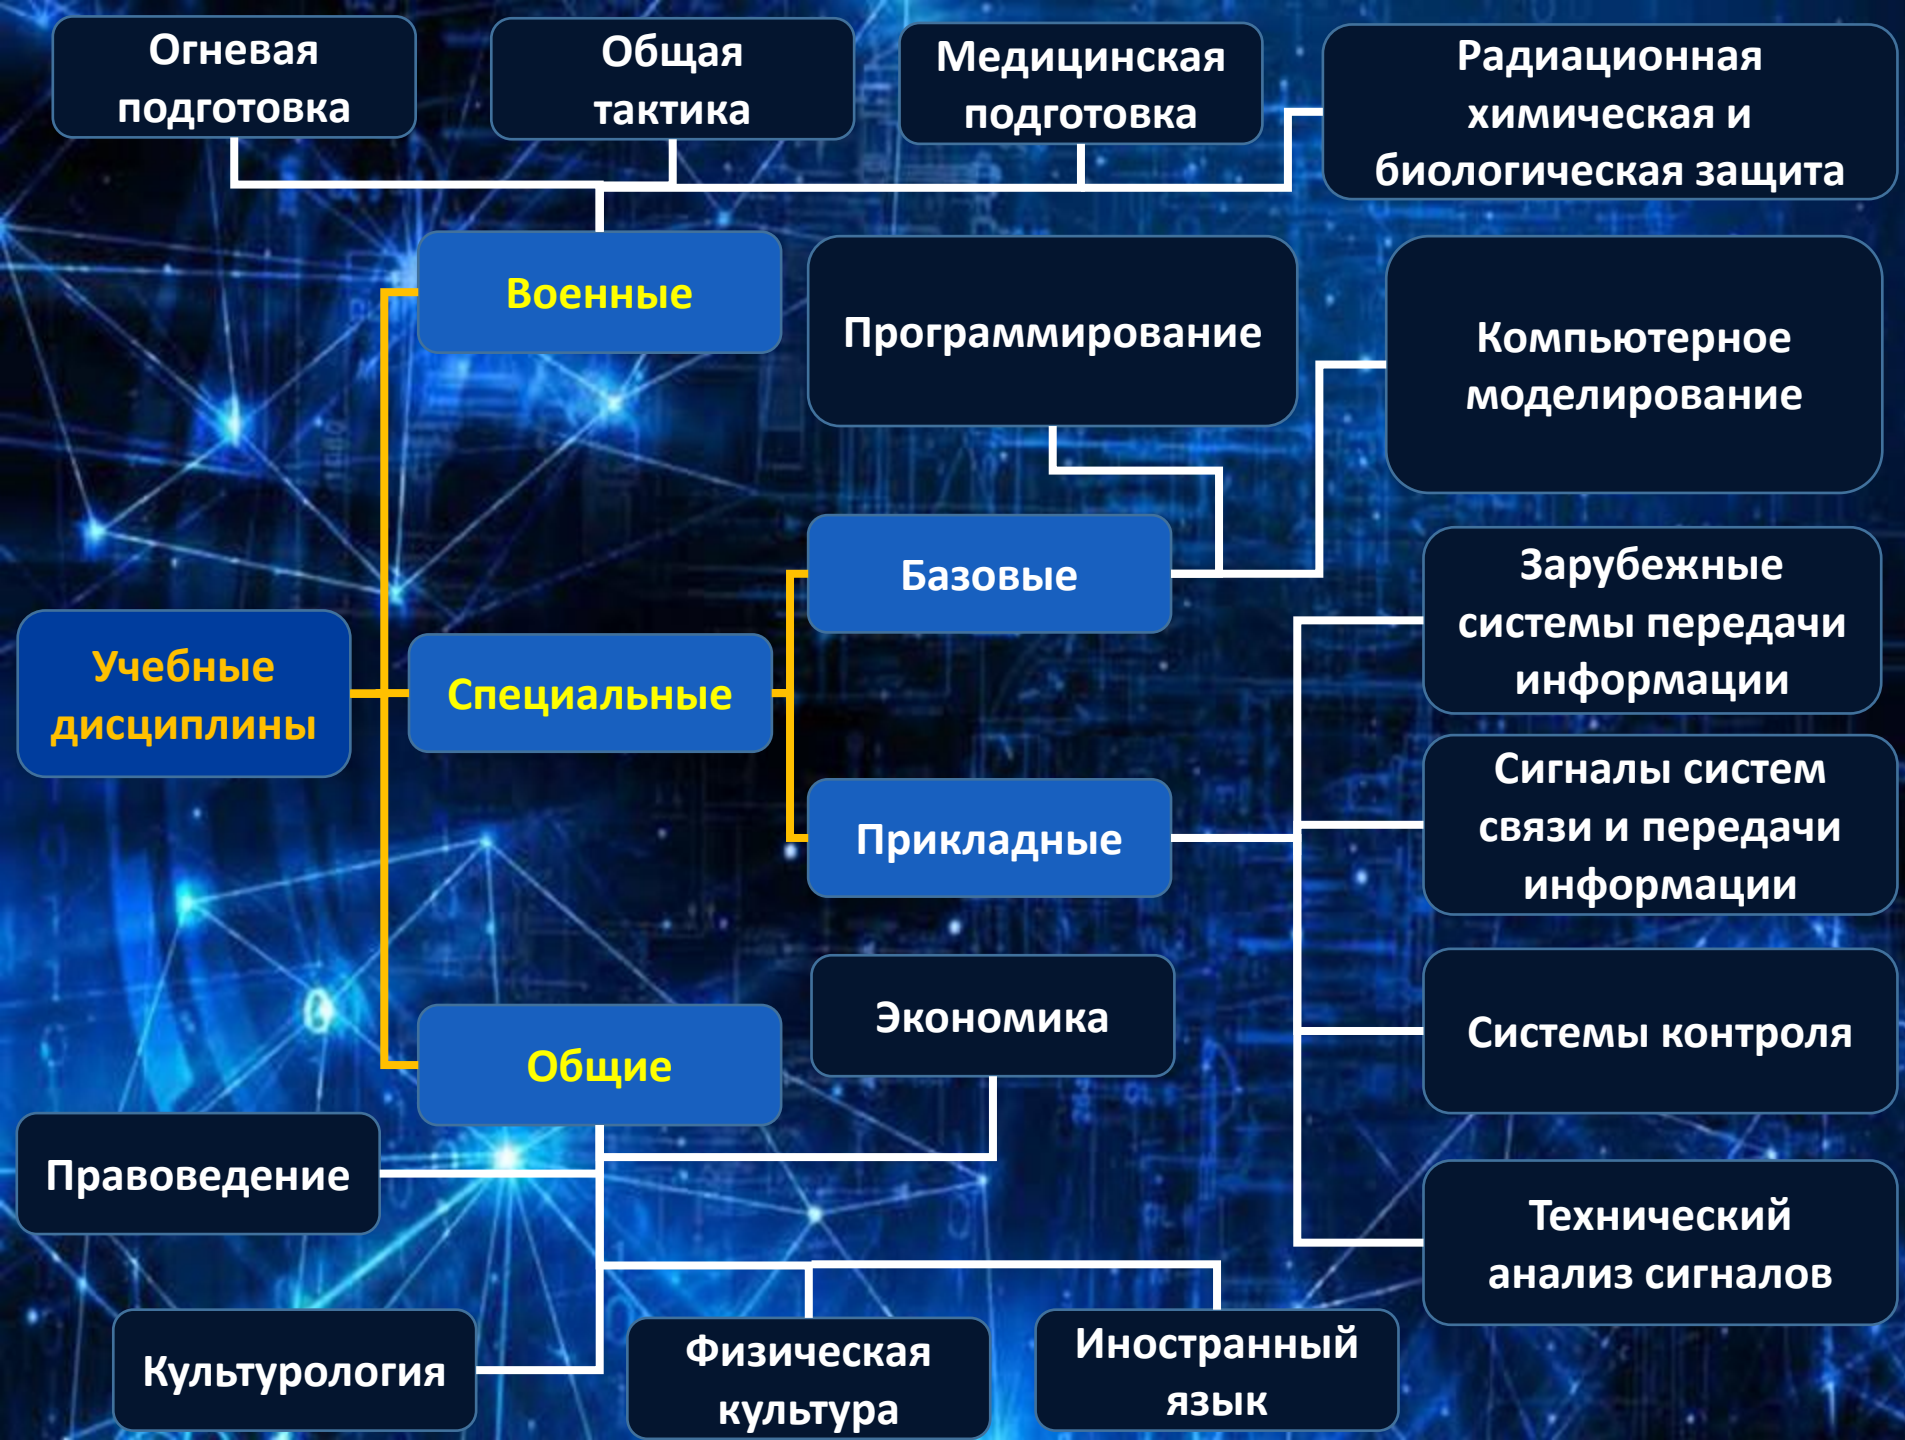 Огневая
подготовка
Общая
тактика
Медицинская
подготовка
Радиационная
химическая и
биологическая защита
Военные
Программирование
Компьютерное
моделирование
Базовые
Зарубежные
системы передачи
информации
Учебные
дисциплины
Специальные
Сигналы систем
связи и передачи
информации
Прикладные
Экономика
Системы контроля
Общие
Правоведение
Технический
анализ сигналов
Культурология
Физическая
культура
Иностранный
язык